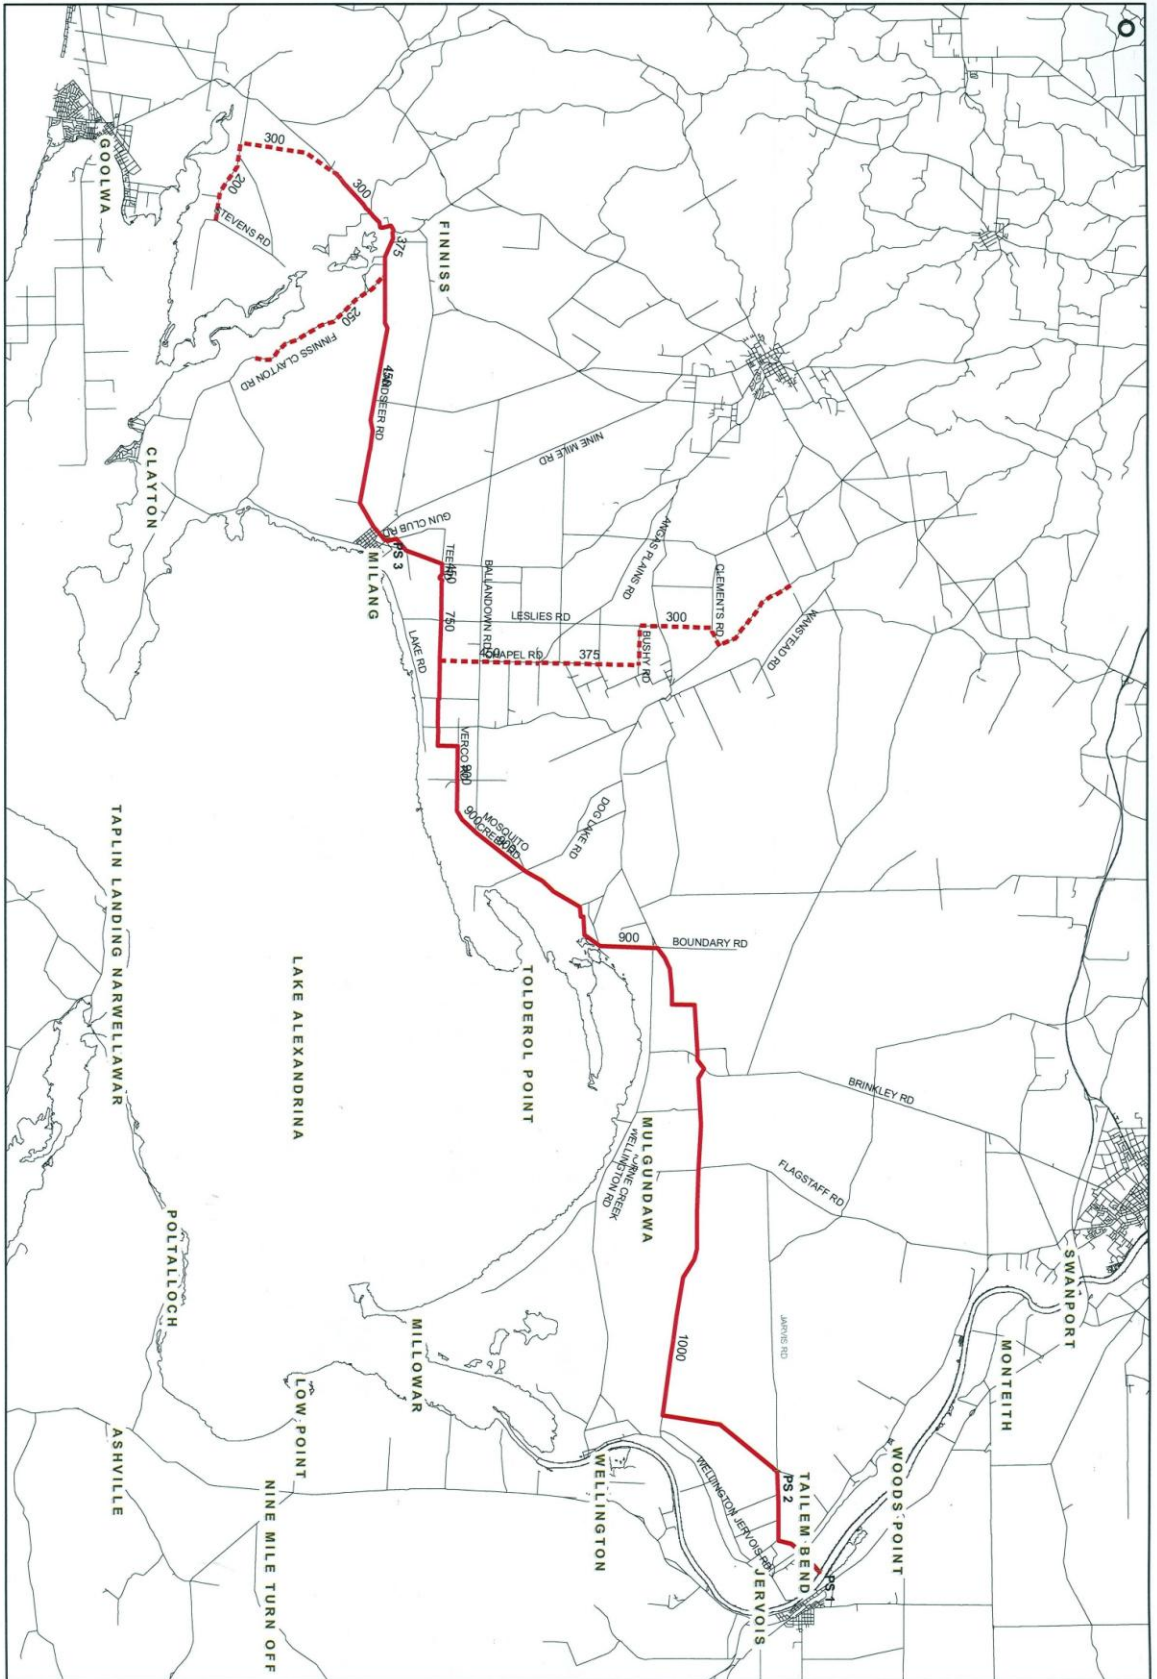 GOOLWA
300
200
STEVENS RD
300
375
FINNISS
250
FINNISS CLAYTON RD
450
CLAYTON
NINE MILE RD
GUN CLUB RD
PS 3
MILANG
450
750
BALLANDOWN RD
LESLIES RD
LAKE RD
CHAPEL RD
375
300
BUSHY RD
ANGAS PLAINS RD
CLEMENTS RD
WANSTEAD RD
VERCO RD
900
900
MOSQUITO
CREEK RD
DOG LAKE RD
900
BOUNDARY RD
TOLDEROL POINT
TAPLIN LANDING NARWELLAWAR
LAKE ALEXANDRINA
BRINKLEY RD
MULGUNDAWA
WELLINGTON RD
FLAGSTAFF RD
POLTALLOCH
SWANPORT
MONTEITH
JARVIS RD
1000
MILLOWAR
LOW POINT
ASHVILLE
NINE MILE TURN OFF
WELLINGTON
WELLINGTON JERVOIS RD
PS 2
TAILEM BEND
WOODS POINT
PS 1
JERVOIS